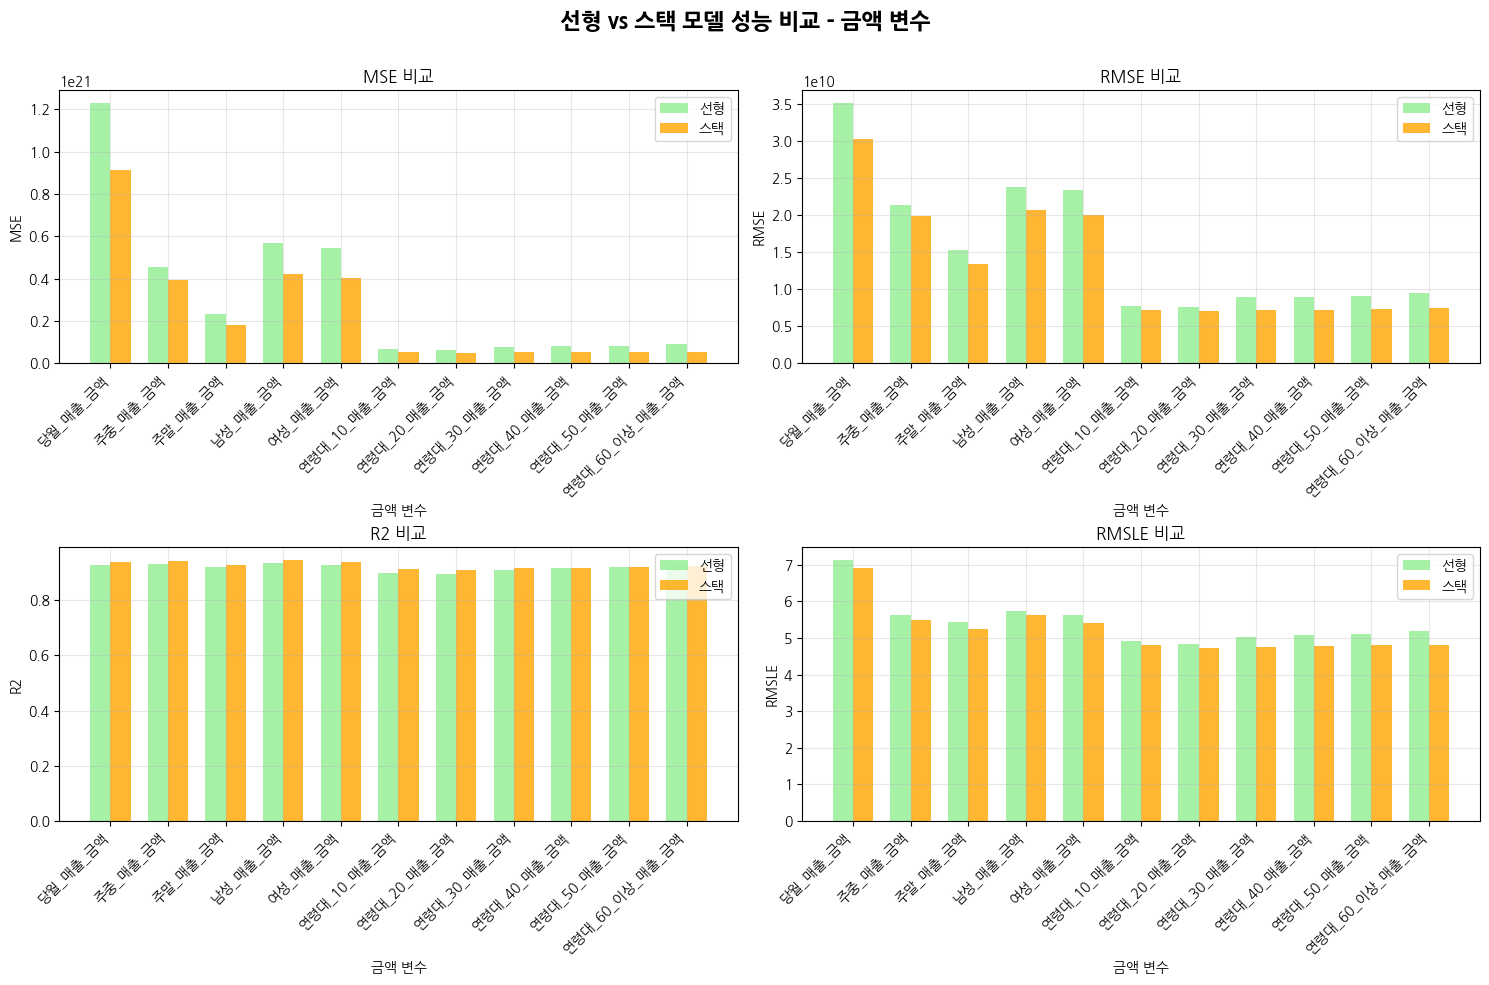 선형 vs 스택 모델 성능 비교 - 금액 변수
MSE 비교
1e21
선형
스택
1.2
1.0
0.8
0.6
0.4
0.2
0.0
MSE
당월_매출_금액
주중_매출_금액
주말_매출_금액
남성_매출_금액
여성_매출_금액
연령대_10_매출_금액
연령대_20_매출_금액
연령대_30_매출_금액
연령대_40_매출_금액
연령대_50_매출_금액
연령대_60_이상_매출_금액
금액 변수
RMSE 비교
1e10
선형
스택
3.5
3.0
2.5
2.0
1.5
1.0
0.5
0.0
RMSE
당월_매출_금액
주중_매출_금액
주말_매출_금액
남성_매출_금액
여성_매출_금액
연령대_10_매출_금액
연령대_20_매출_금액
연령대_30_매출_금액
연령대_40_매출_금액
연령대_50_매출_금액
연령대_60_이상_매출_금액
금액 변수
R2 비교
선형
스택
0.8
0.6
0.4
0.2
0.0
R2
당월_매출_금액
주중_매출_금액
주말_매출_금액
남성_매출_금액
여성_매출_금액
연령대_10_매출_금액
연령대_20_매출_금액
연령대_30_매출_금액
연령대_40_매출_금액
연령대_50_매출_금액
연령대_60_이상_매출_금액
금액 변수
RMSLE 비교
선형
스택
7
6
5
4
3
2
1
0
RMSLE
당월_매출_금액
주중_매출_금액
주말_매출_금액
남성_매출_금액
여성_매출_금액
연령대_10_매출_금액
연령대_20_매출_금액
연령대_30_매출_금액
연령대_40_매출_금액
연령대_50_매출_금액
연령대_60_이상_매출_금액
금액 변수